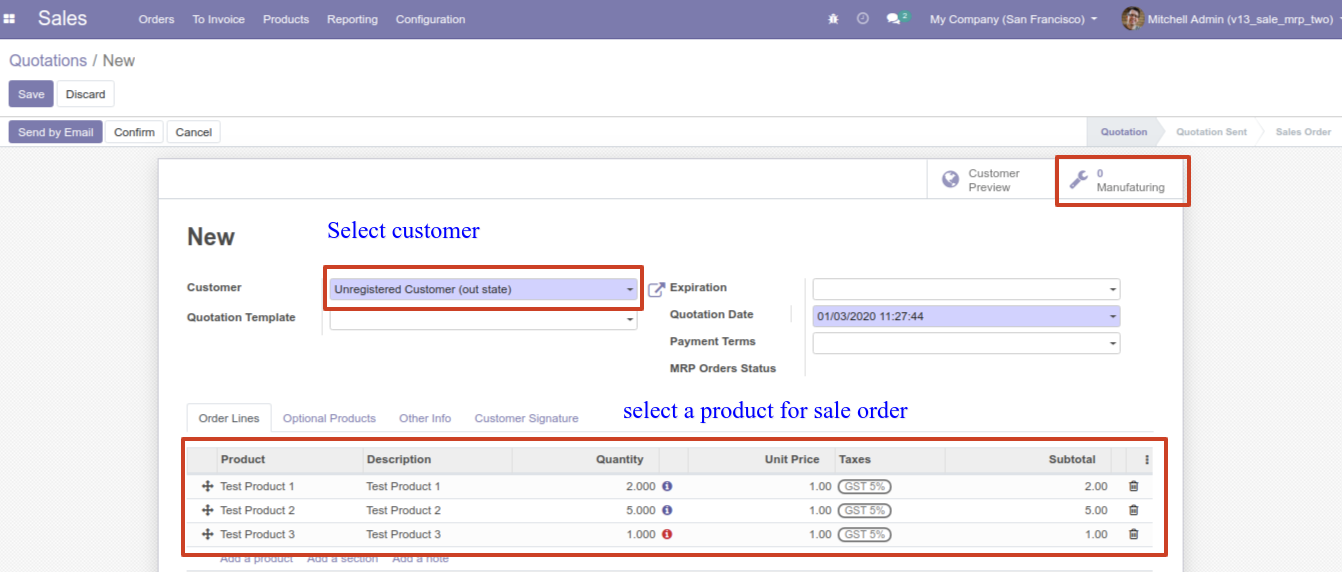 Sales Orders To Invoice Products Reporting Configuration 2 My Company (San Francisco) Mitchell Admin (v13_sale_mrp_two)
Quotations / New
Save Discard
Send by Email Confirm Cancel Quotation Quotation Sent Sales Order
Customer Preview
0 Manufaturing
New
Select customer
Customer Unregistered Customer (out state) Expiration
Quotation Template Quotation Date 01/03/2020 11:27:44
Payment Terms
MRP Orders Status
select a product for sale order
Order Lines Optional Products Other Info Customer Signature
Product Description Quantity Unit Price Taxes Subtotal
Test Product 1 Test Product 1 2.000 1.00 GST 5% 2.00
Test Product 2 Test Product 2 5.000 1.00 GST 5% 5.00
Test Product 3 Test Product 3 1.000 1.00 GST 5% 1.00
Add a product Add a section Add a note